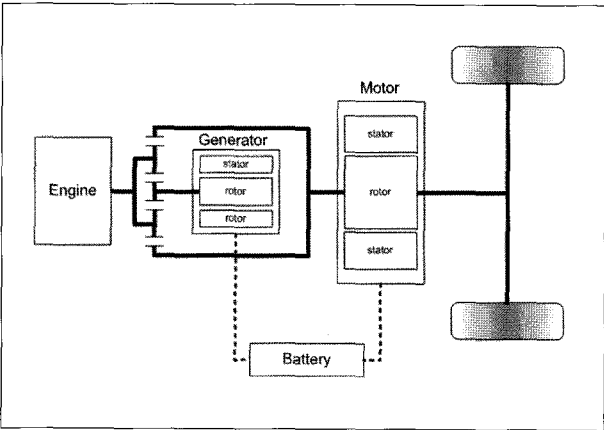 Motor
Generator
stator
stator
Engine
rotor
rotor
rotor
stator
Battery